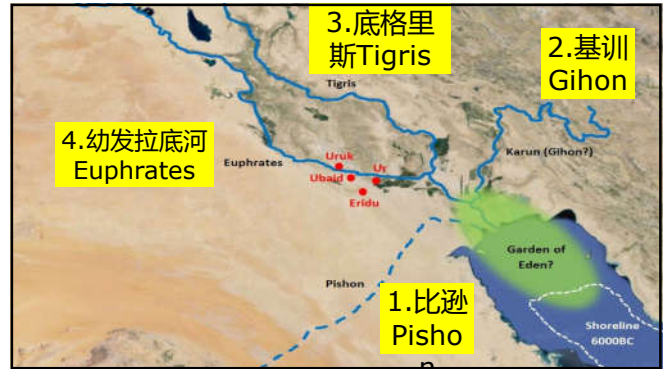 3.底格里
斯Tigris
2.基训
Gihon
Tigris
4.幼发拉底河
Euphrates
Euphrates
Uruk
Ubaid
Ur
Eridu
Karun (Gihon?)
Garden of
Eden?
Pishon
1.比逊
Pisho
n
Shoreline
6000BC